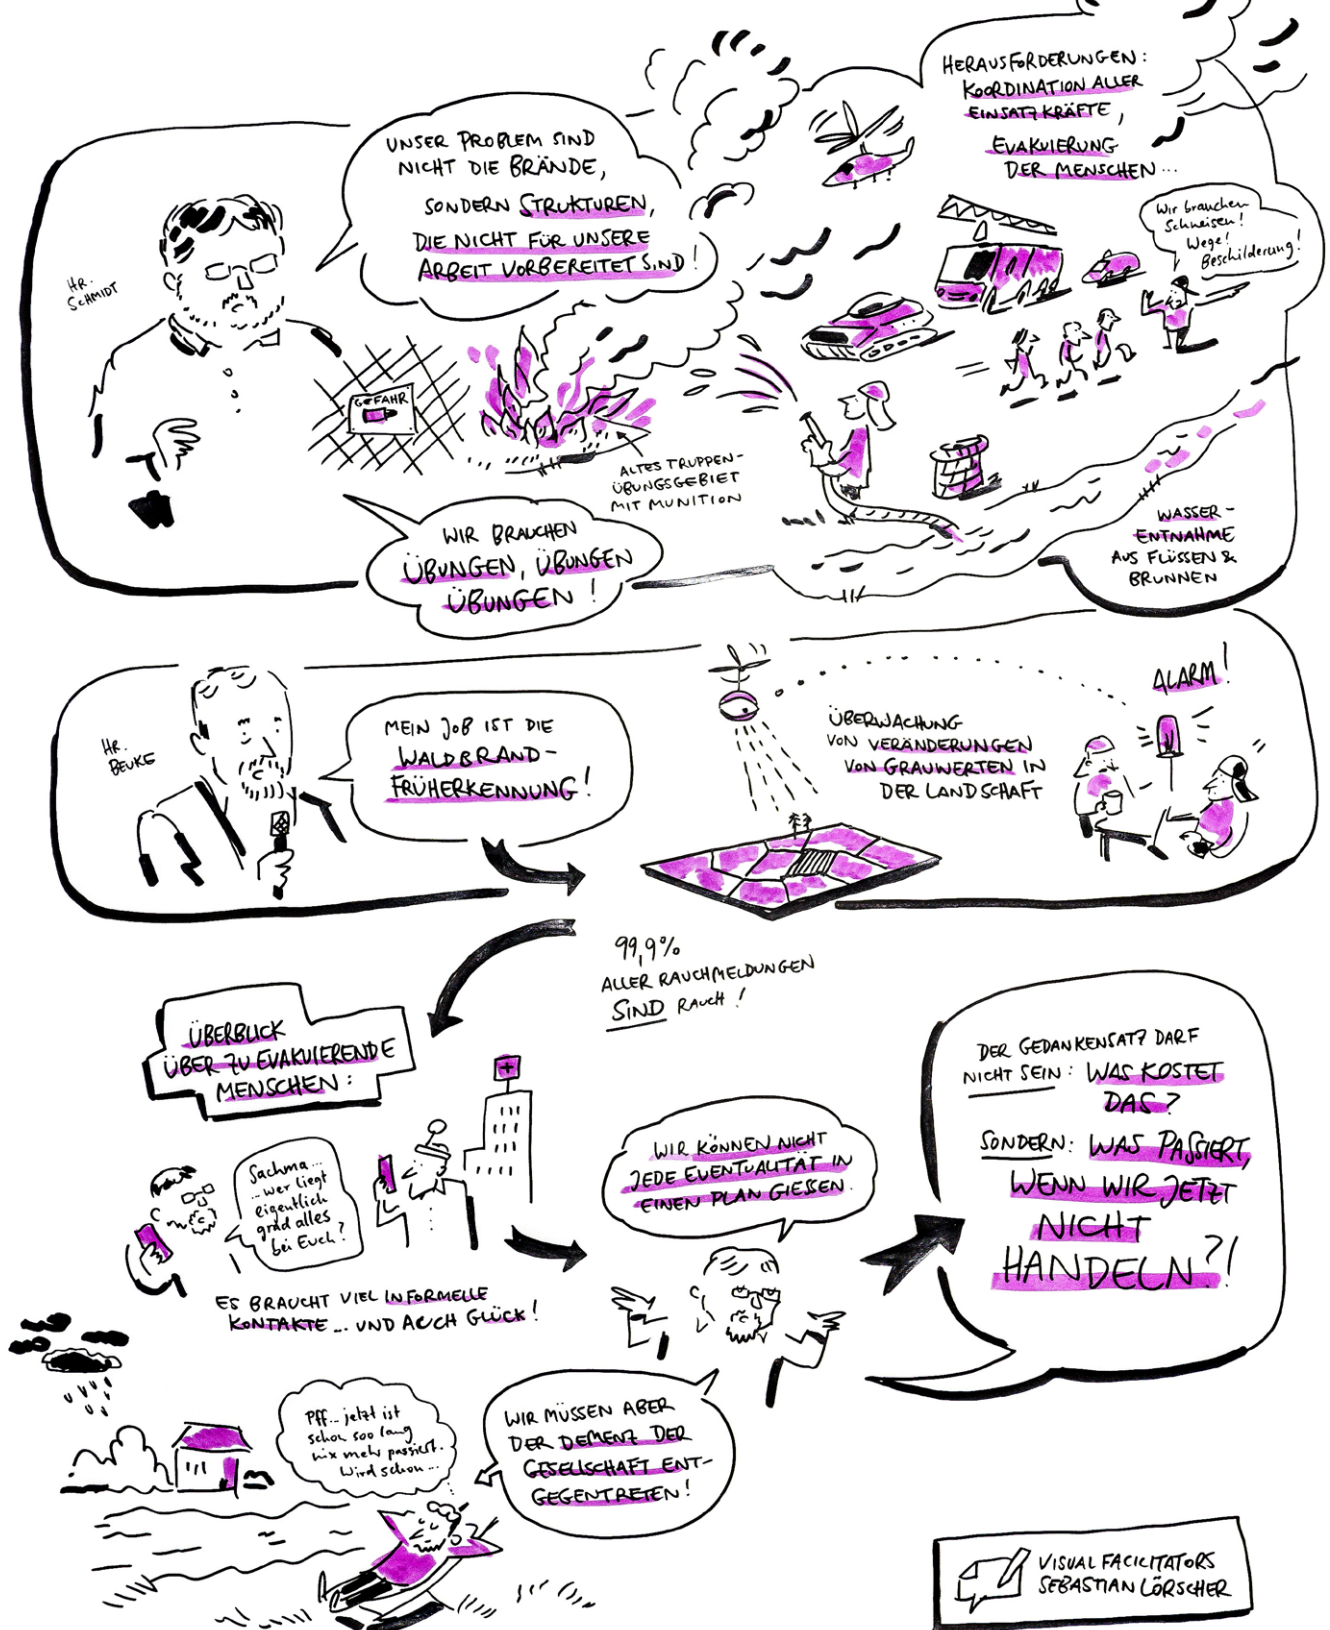 HR.
SCHMIDT
UNSER PROBLEM SIND
NICHT DIE BRÄNDE,
SONDERN STRUKTUREN,
DIE NICHT FÜR UNSERE
ARBEIT VORBEREITET SIND!
HERAUSFORDERUNGEN:
KOORDINATION ALLER
EINSATZKRÄFTE,
EVAKUIERUNG
DER MENSCHEN...
Wir brauchen
Schneisen!
Wege!
Beschilderung!
GEFAHR
ALTES TRUPPEN-
ÜBUNGSGEBIET
MIT MUNITION
WIR BRAUCHEN
ÜBUNGEN, ÜBUNGEN
ÜBUNGEN!
WASSER-
ENTNAHME
AUS FLÜSSEN &
BRUNNEN
HR.
BEUKE
MEIN JOB IST DIE
WALDBRAND-
FRÜHERKENNUNG!
ÜBERWACHUNG
VON VERÄNDERUNGEN
VON GRAUWERTEN IN
DER LANDSCHAFT
ALARM!
99,9%
ALLER RAUCHMELDUNGEN
SIND RAUCH!
ÜBERBLICK
ÜBER ZU EVAKUIERENDE
MENSCHEN:
Sachma...
...wer liegt
eigentlich
grad alles
bei Euch?
ES BRAUCHT VIEL INFORMELLE
KONTAKTE... UND AUCH GLÜCK!
WIR KÖNNEN NICHT
JEDE EVENTUALITÄT IN
EINEN PLAN GIESSEN.
DER GEDANKENSATZ DARF
NICHT SEIN: WAS KOSTET
DAS?
SONDERN: WAS PASSIERT,
WENN WIR JETZT
NICHT
HANDELN?!
Pff... jetzt ist
schon soo lang
nix mehr passiert.
Wird schon...
WIR MÜSSEN ABER
DER DEMENZ DER
GESELLSCHAFT ENT-
GEGENTRETEN!
VISUAL FACILITATORS
SEBASTIAN LÖRSCHER